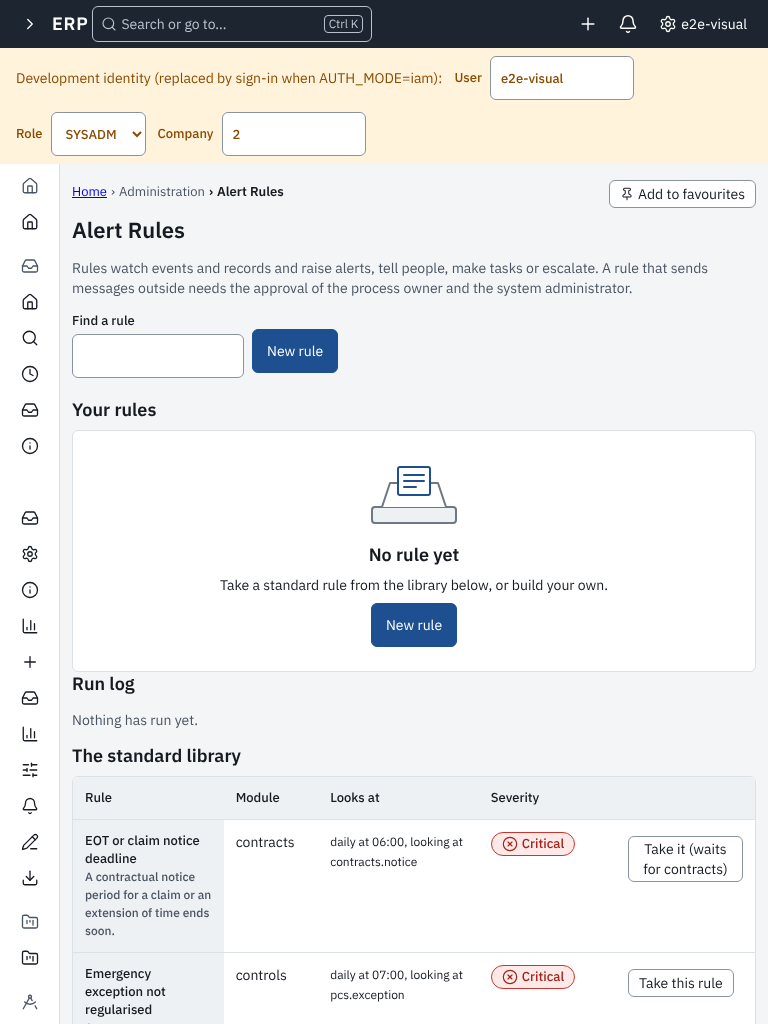 ERP
Search or go to...
Ctrl K
e2e-visual
Development identity (replaced by sign-in when AUTH_MODE=iam):
User
e2e-visual
Role
SYSADM
Company
2
Home › Administration › Alert Rules
Add to favourites
Alert Rules
Rules watch events and records and raise alerts, tell people, make tasks or escalate. A rule that sends
messages outside needs the approval of the process owner and the system administrator.
Find a rule
New rule
Your rules
No rule yet
Take a standard rule from the library below, or build your own.
New rule
Run log
Nothing has run yet.
The standard library
Rule
Module
Looks at
Severity
EOT or claim notice
deadline
A contractual notice
period for a claim or an
extension of time ends
soon.
contracts
daily at 06:00, looking at
contracts.notice
Critical
Take it (waits
for contracts)
Emergency
exception not
regularised
controls
daily at 07:00, looking at
pcs.exception
Critical
Take this rule